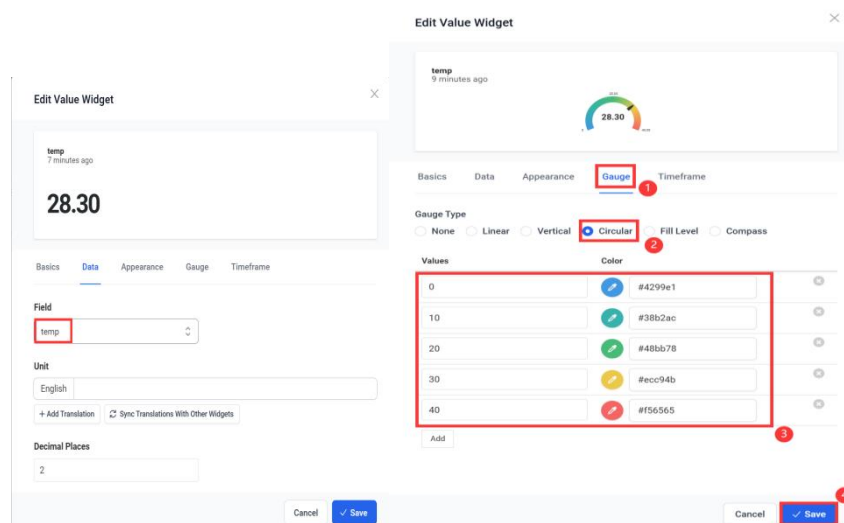 Edit Value Widget
temp
7 minutes ago
28.30
Basics Data Appearance Gauge Timeframe
Field
temp
Unit
English
+ Add Translation Sync Translations With Other Widgets
Decimal Places
2
Cancel ✓ Save
Edit Value Widget
temp
9 minutes ago
28.30
Basics Data Appearance Gauge Timeframe
1
Gauge Type
None Linear Vertical Circular Fill Level Compass
2
Values Color
0 #4299e1
10 #38b2ac
20 #48bb78
30 #ecc94b
40 #f56565
3
Add
4
Cancel ✓ Save